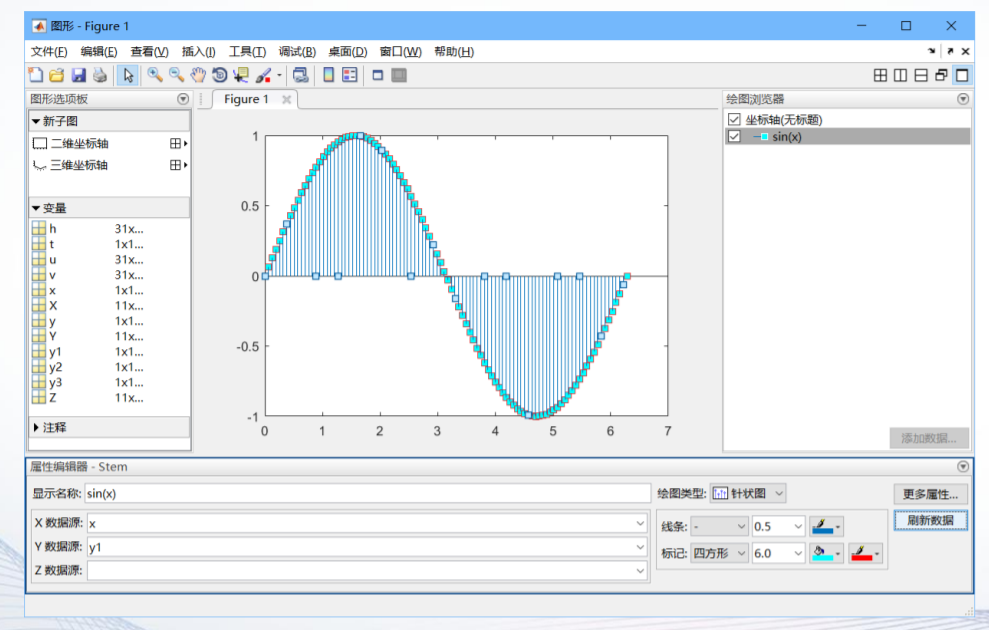 图形 - Figure 1
文件(F) 编辑(E) 查看(V) 插入(I) 工具(T) 调试(B) 桌面(D) 窗口(W) 帮助(H)
图形选项板
Figure 1
绘图浏览器
新子图
二维坐标轴
三维坐标轴
变量
h 31x...
t 1x1...
u 31x...
v 31x...
x 1x1...
X 11x...
y 1x1...
Y 11x...
y1 1x1...
y2 1x1...
y3 1x1...
Z 11x...
注释
1
0.5
0
-0.5
-1
0 1 2 3 4 5 6 7
坐标轴(无标题)
sin(x)
添加数据...
属性编辑器 - Stem
显示名称: sin(x)
绘图类型: 针状图
更多属性...
X 数据源: x
线条: - 0.5
刷新数据
Y 数据源: y1
标记: 四方形 6.0
Z 数据源: